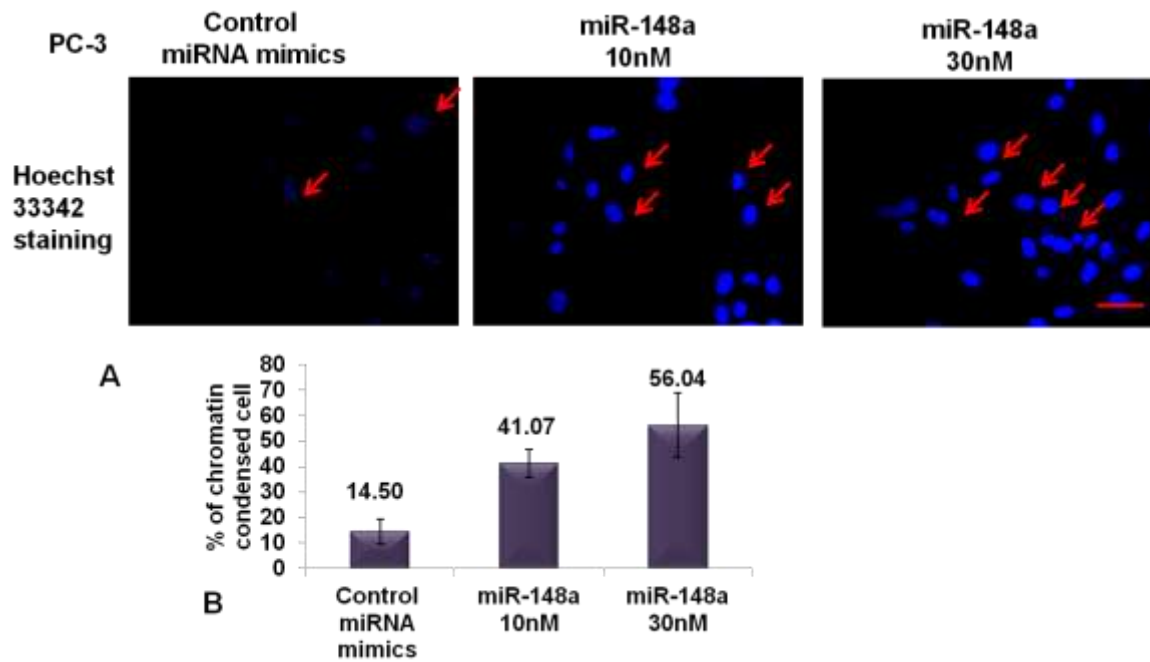 PC-3
Control
miRNA mimics
miR-148a
10nM
miR-148a
30nM
Hoechst
33342
staining
A
% of chromatin
condensed cell
80
70
60
50
40
30
20
10
0
14.50
41.07
56.04
Control
miRNA
mimics
miR-148a
10nM
miR-148a
30nM
B